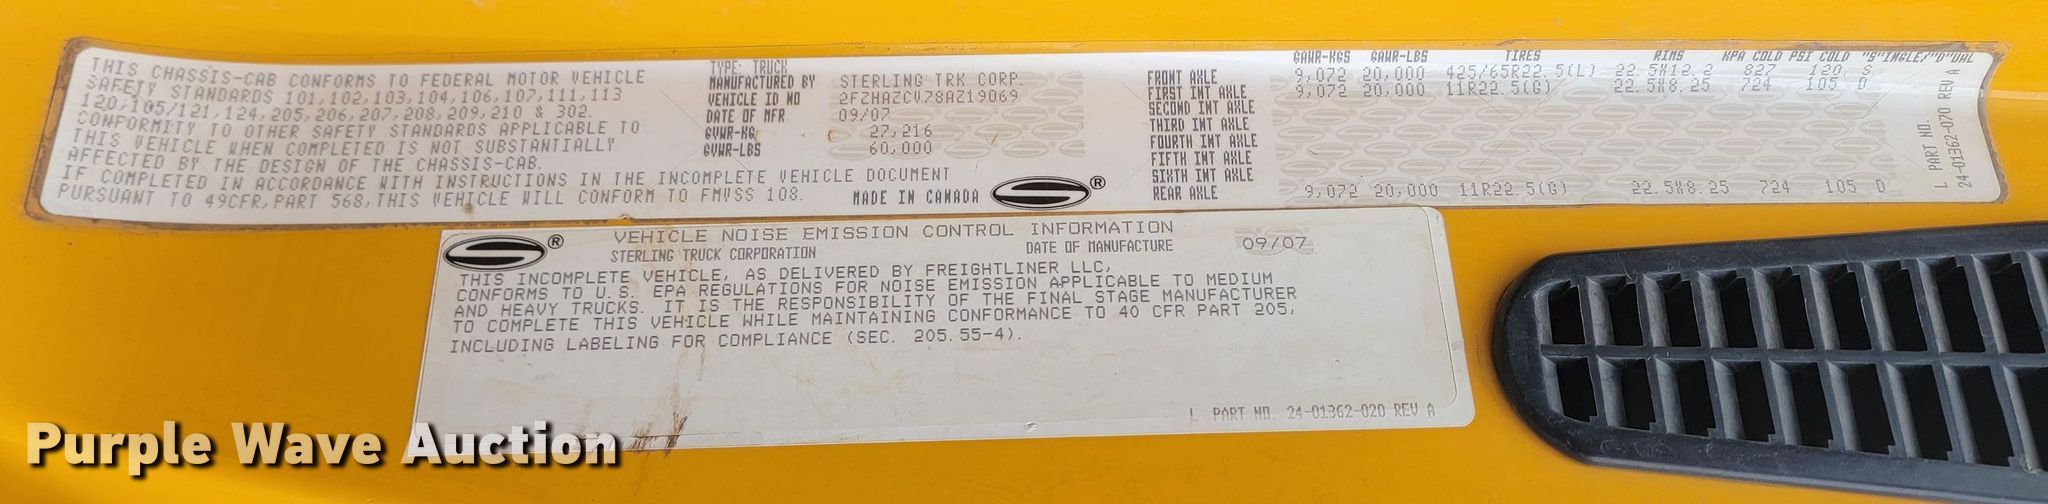 THIS CHASSIS-CAB CONFORMS TO FEDERAL MOTOR VEHICLE
SAFETY STANDARDS 101,102,103,104,106,107,111,113
120,105/121,124,205,206,207,208,209,210 & 302.
CONFORMITY TO OTHER SAFETY STANDARDS APPLICABLE TO
THIS VEHICLE WHEN COMPLETED IS NOT SUBSTANTIALLY
AFFECTED BY THE DESIGN OF THE CHASSIS-CAB.
IF COMPLETED IN ACCORDANCE WITH INSTRUCTIONS IN THE INCOMPLETE VEHICLE DOCUMENT
PURSUANT TO 49CFR,PART 568,THIS VEHICLE WILL CONFORM TO FMVSS 108.
TYPE: TRUCK
MANUFACTURED BY STERLING TRK CORP.
VEHICLE ID NO 2FZHAZCV78AZ19069
DATE OF MFR 09/07
GVWR-KG 27,216
GVWR-LBS 60,000
MADE IN CANADA ®
GAWR-KGS GAWR-LBS TIRES RIMS KPA COLD PSI COLD "S"INGLE/"D"UAL
FRONT AXLE 9,072 20,000 425/65R22.5(L) 22.5X12.2 827 120 S
FIRST INT AXLE 9,072 20,000 11R22.5(G) 22.5X8.25 724 105 D
SECOND INT AXLE
THIRD INT AXLE
FOURTH INT AXLE
FIFTH INT AXLE
SIXTH INT AXLE
REAR AXLE 9,072 20,000 11R22.5(G) 22.5X8.25 724 105 D
L PART NO.
24-01362-070 REV A
®
VEHICLE NOISE EMISSION CONTROL INFORMATION
STERLING TRUCK CORPORATION DATE OF MANUFACTURE 09/07
THIS INCOMPLETE VEHICLE, AS DELIVERED BY FREIGHTLINER LLC,
CONFORMS TO U.S. EPA REGULATIONS FOR NOISE EMISSION APPLICABLE TO MEDIUM
AND HEAVY TRUCKS. IT IS THE RESPONSIBILITY OF THE FINAL STAGE MANUFACTURER
TO COMPLETE THIS VEHICLE WHILE MAINTAINING CONFORMANCE TO 40 CFR PART 205,
INCLUDING LABELING FOR COMPLIANCE (SEC. 205.55-4).
L PART NO. 24-01362-020 REV A
Purple Wave Auction